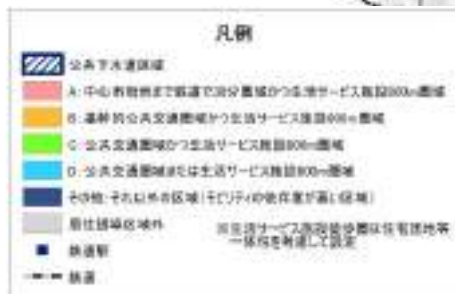 凡例
公共下水道区域
A:中心市街地まで鉄道で30分圏域かつ生活サービス施設800m圏域
B:基幹的公共交通圏域かつ生活サービス施設800m圏域
C:公共交通圏域かつ生活サービス施設800m圏域
D:公共交通圏域または生活サービス施設800m圏域
その他:それ以外の区域(モビリティの依存度が高い区域)
居住誘導区域外
※生活サービス施設徒歩圏は住宅団地等
一体性を考慮して設定
鉄道駅
鉄道